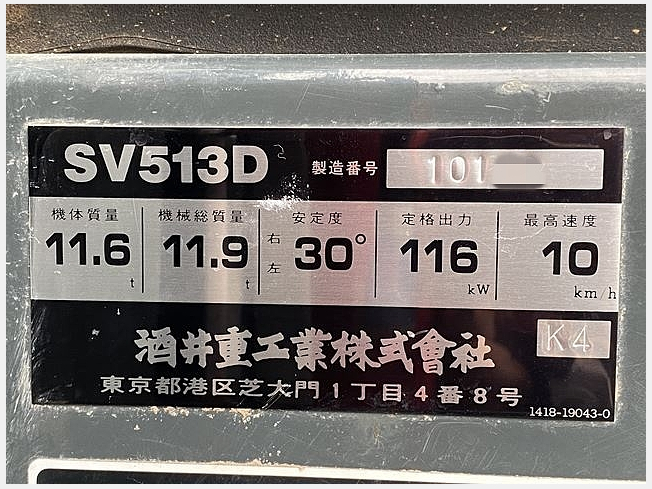 SV513D 製造番号 101
機体質量 機械総質量 安定度 定格出力 最高速度
11.6 t 11.9 t 右左 30° 116 kW 10 km/h
酒井重工業株式會社 K4
東京都港区芝大門1丁目4番8号
1418-19043-0